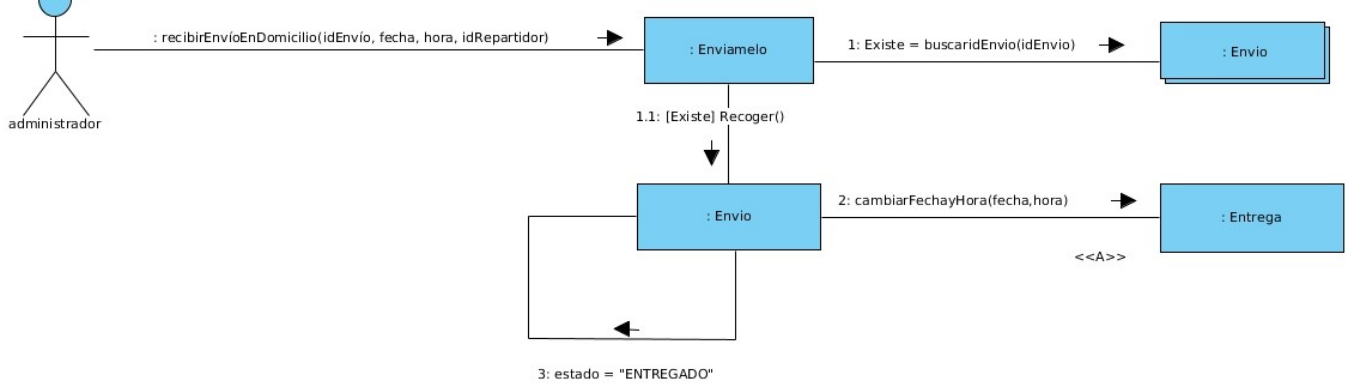 : recibirEnvíoEnDomicilio(idEnvío, fecha, hora, idRepartidor)
: Enviamelo
1: Existe = buscaridEnvio(idEnvio)
: Envio
administrador
1.1: [Existe] Recoger()
: Envio
2: cambiarFechayHora(fecha,hora)
: Entrega
<<A>>
3: estado = "ENTREGADO"